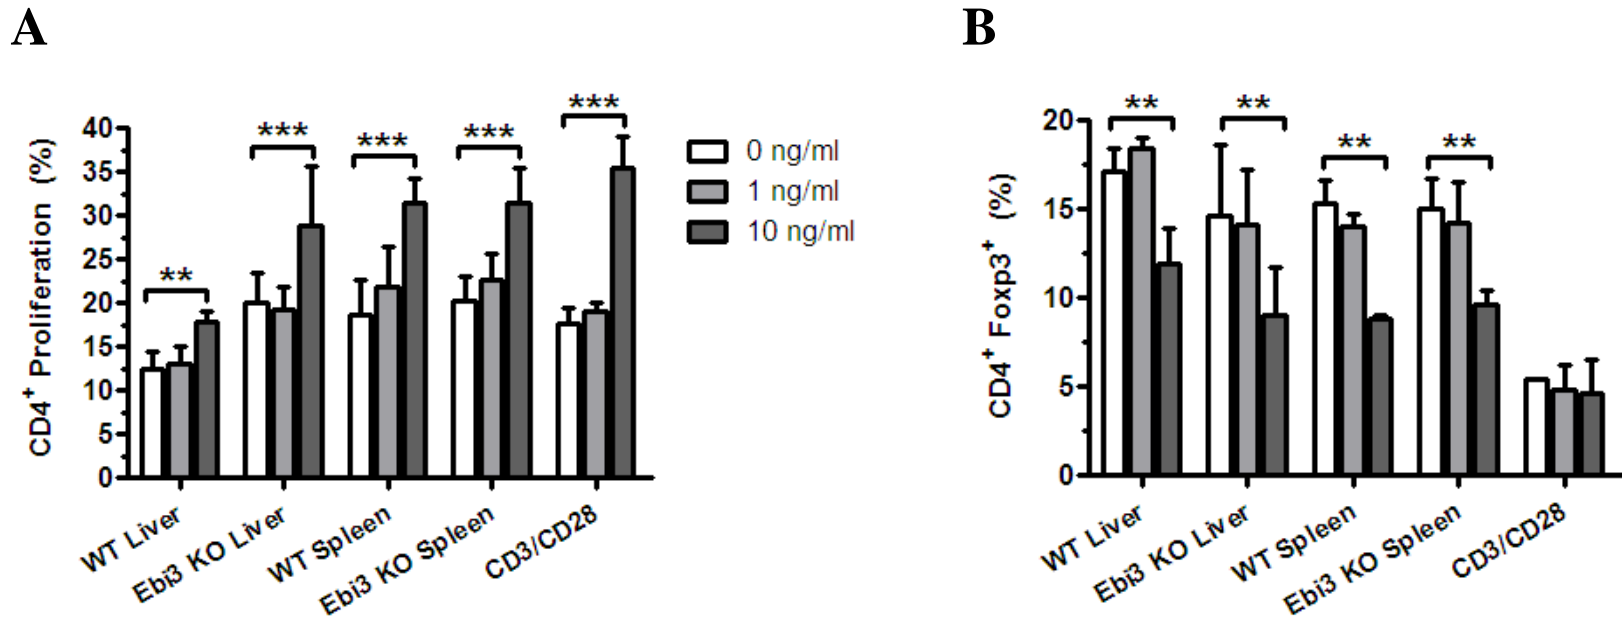 A
B
CD4+ Proliferation (%)
40
35
30
25
20
15
10
5
0
**
***
***
***
***
WT Liver
Ebi3 KO Liver
WT Spleen
Ebi3 KO Spleen
CD3/CD28
0 ng/ml
1 ng/ml
10 ng/ml
CD4+ Foxp3+ (%)
20
15
10
5
0
**
**
**
**
WT Liver
Ebi3 KO Liver
WT Spleen
Ebi3 KO Spleen
CD3/CD28